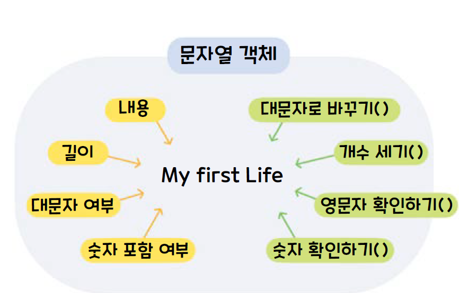 문자열 객체
내용
대문자로 바꾸기()
길이
개수 세기()
My first Life
대문자 여부
영문자 확인하기()
숫자 포함 여부
숫자 확인하기()